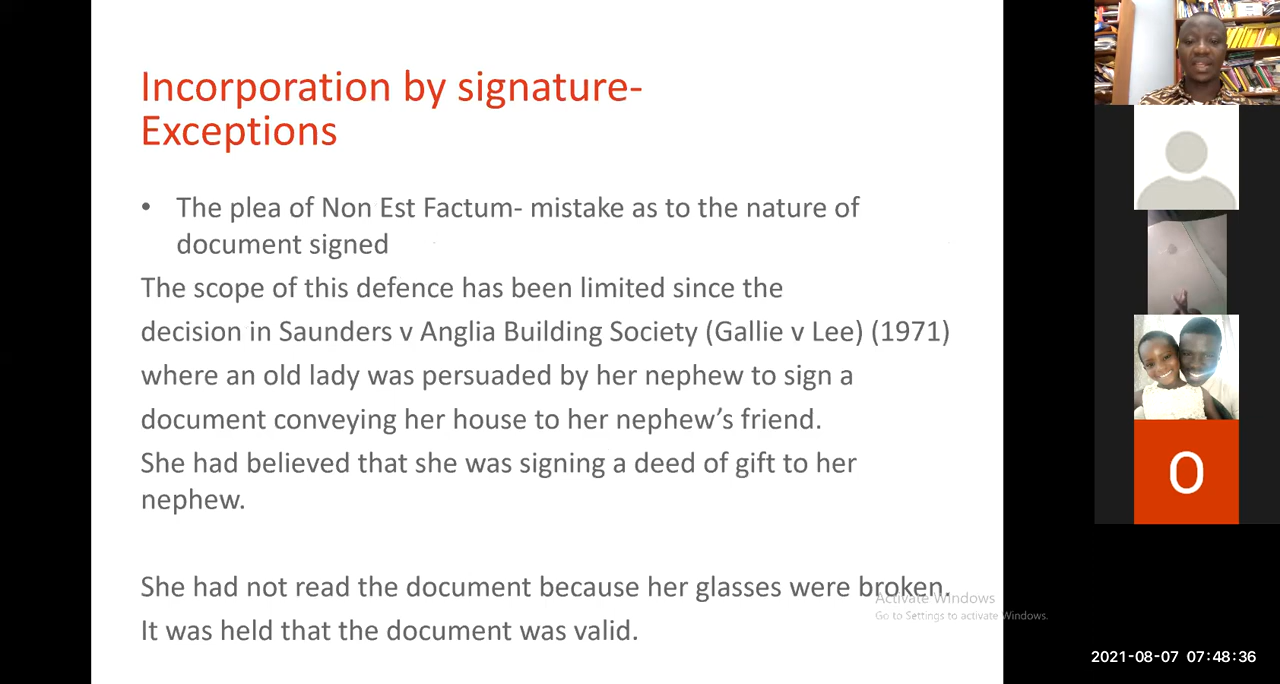 Incorporation by signature-
Exceptions
• The plea of Non Est Factum- mistake as to the nature of
document signed
The scope of this defence has been limited since the
decision in Saunders v Anglia Building Society (Gallie v Lee) (1971)
where an old lady was persuaded by her nephew to sign a
document conveying her house to her nephew’s friend.
She had believed that she was signing a deed of gift to her
nephew.
She had not read the document because her glasses were broken.
It was held that the document was valid.
Activate Windows
Go to Settings to activate Windows.
O
2021-08-07 07:48:36